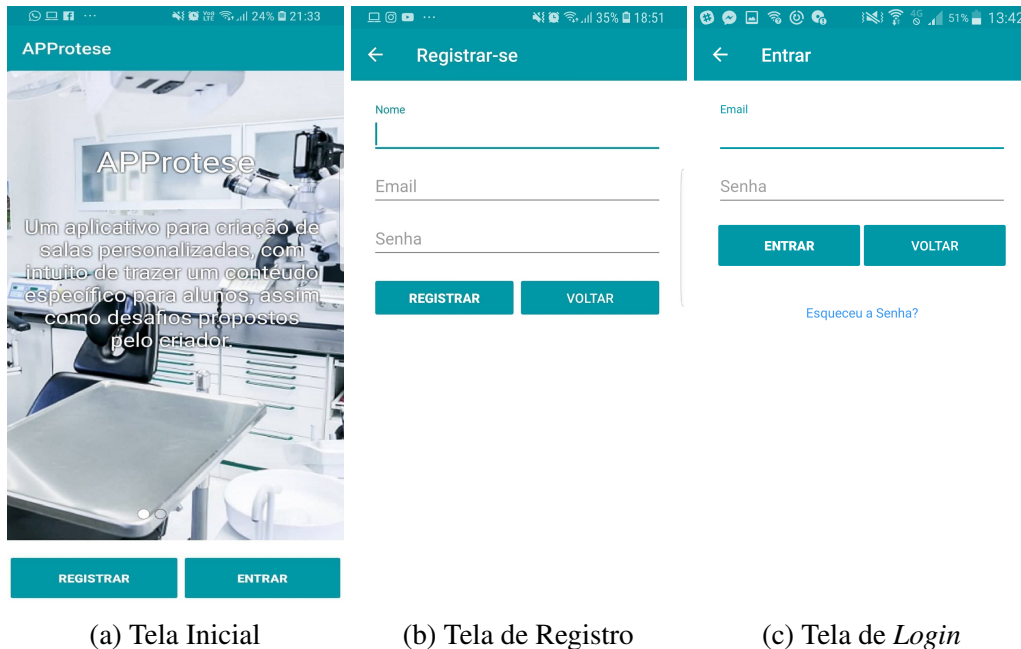 24% 21:33
APProtese
APProtese
Um aplicativo para criação de
salas personalizadas, com
intuito de trazer um conteúdo
específico para alunos, assim
como desafios propostos
pelo criador.
REGISTRAR ENTRAR
(a) Tela Inicial
35% 18:51
Registrar-se
Nome
Email
Senha
REGISTRAR VOLTAR
(b) Tela de Registro
4G 51% 13:42
Entrar
Email
Senha
ENTRAR VOLTAR
Esqueceu a Senha?
(c) Tela de Login